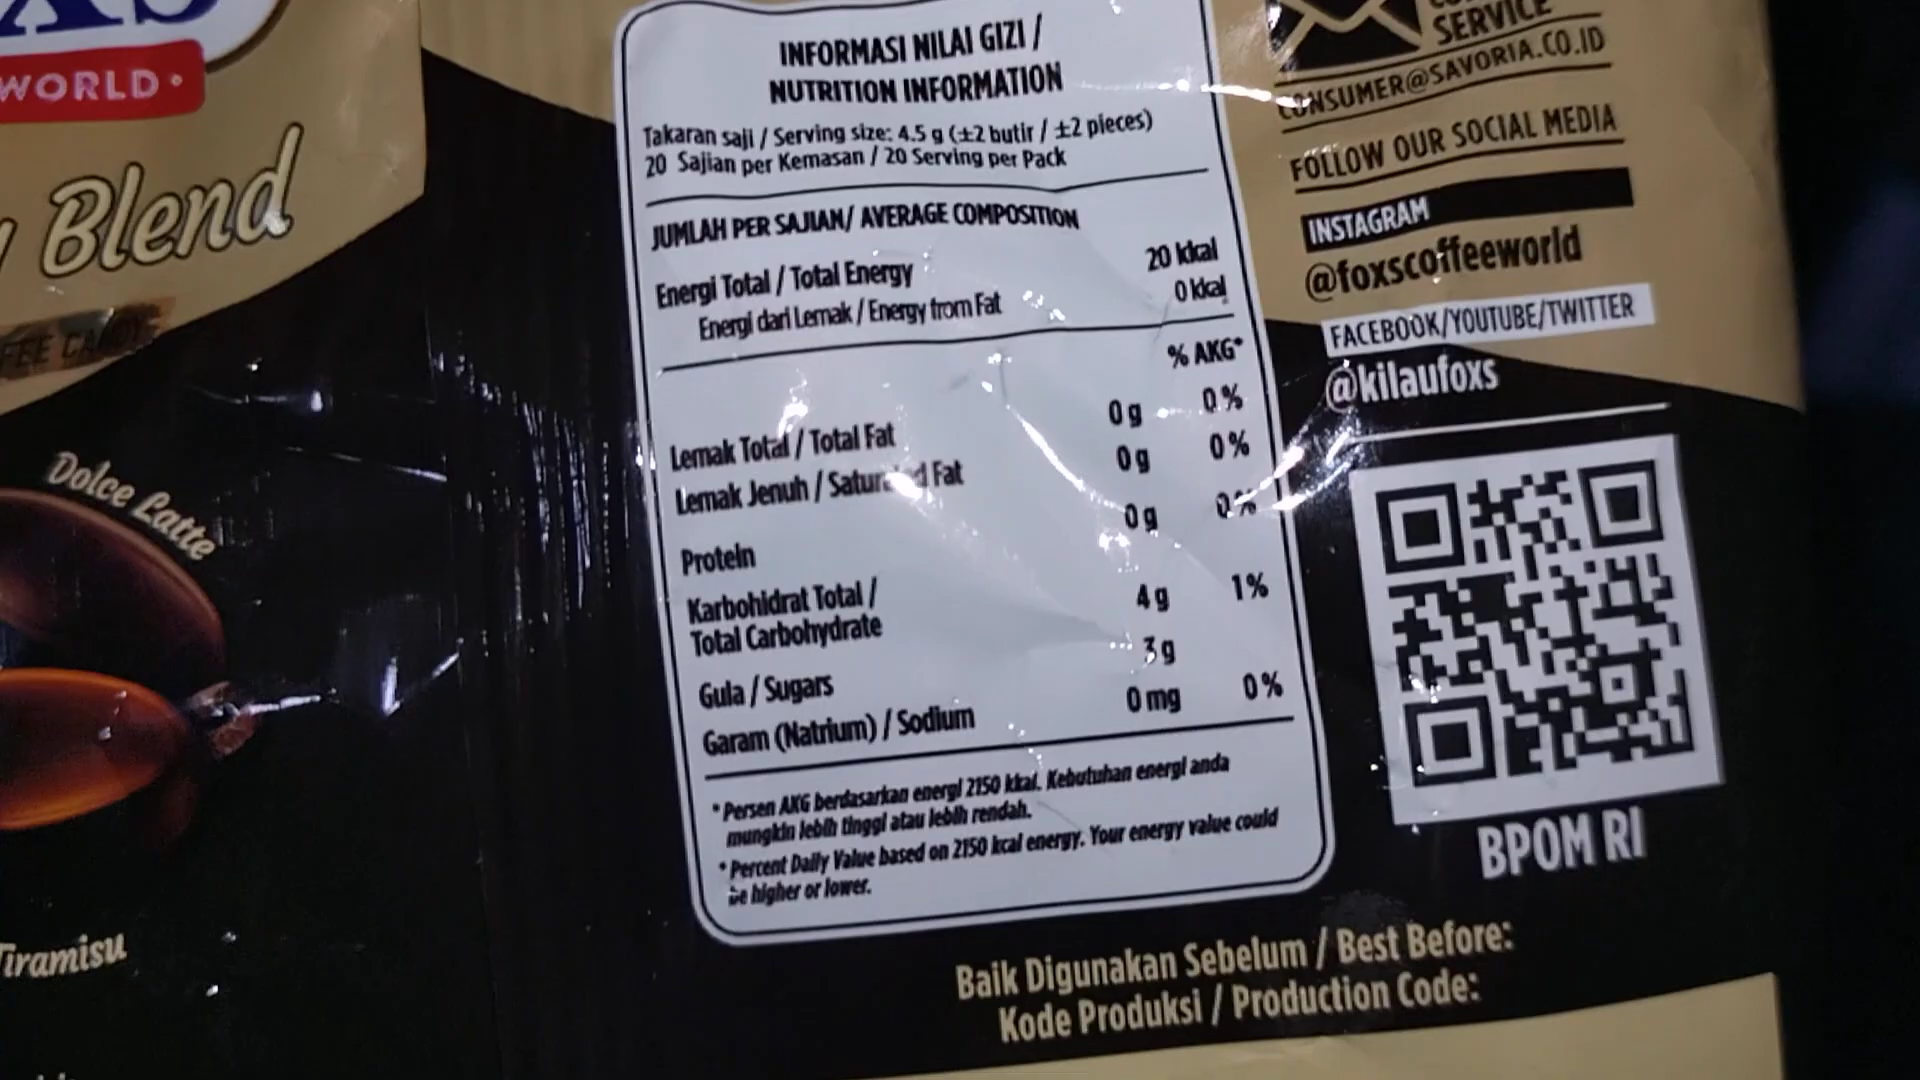 WORLD
Blend
Dolce Latte
Tiramisu
INFORMASI NILAI GIZI /
NUTRITION INFORMATION
Takaran saji / Serving size: 4.5 g (±2 butir / ±2 pieces)
20 Sajian per Kemasan / 20 Serving per Pack
JUMLAH PER SAJIAN/ AVERAGE COMPOSITION
Energi Total / Total Energy 20 kkal
Energi dari Lemak / Energy from Fat 0 kkal
% AKG*
Lemak Total / Total Fat 0 g 0 %
Lemak Jenuh / Saturated Fat 0 g 0 %
Protein 0 g 0 %
Karbohidrat Total /
Total Carbohydrate 4 g 1 %
Gula / Sugars 3 g
Garam (Natrium) / Sodium 0 mg 0 %
* Persen AKG berdasarkan energi 2150 kkal. Kebutuhan energi anda
mungkin lebih tinggi atau lebih rendah.
* Percent Daily Value based on 2150 kcal energy. Your energy value could
be higher or lower.
SERVICE
CONSUMER@SAVORIA.CO.ID
FOLLOW OUR SOCIAL MEDIA
INSTAGRAM
@foxscoffeeworld
FACEBOOK/YOUTUBE/TWITTER
@kilaufoxs
BPOM RI
Baik Digunakan Sebelum / Best Before:
Kode Produksi / Production Code: